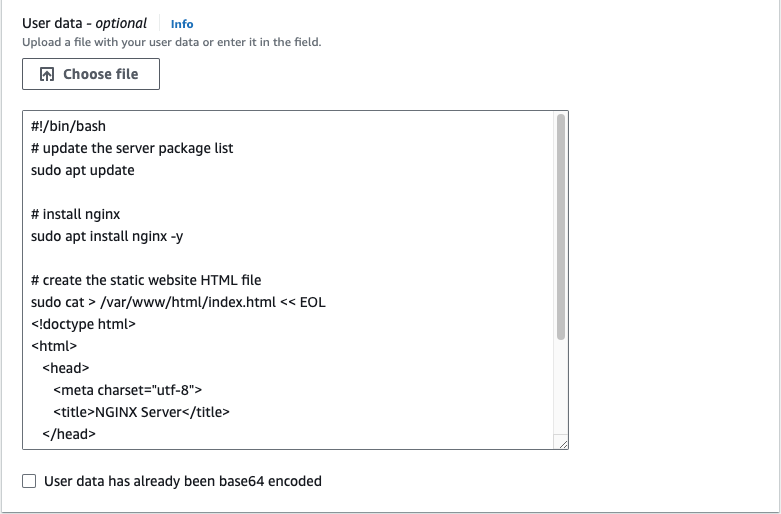 User data - optional Info
Upload a file with your user data or enter it in the field.
Choose file
#!/bin/bash
# update the server package list
sudo apt update
# install nginx
sudo apt install nginx -y
# create the static website HTML file
sudo cat > /var/www/html/index.html << EOL
<!doctype html>
<html>
<head>
<meta charset="utf-8">
<title>NGINX Server</title>
</head>
User data has already been base64 encoded